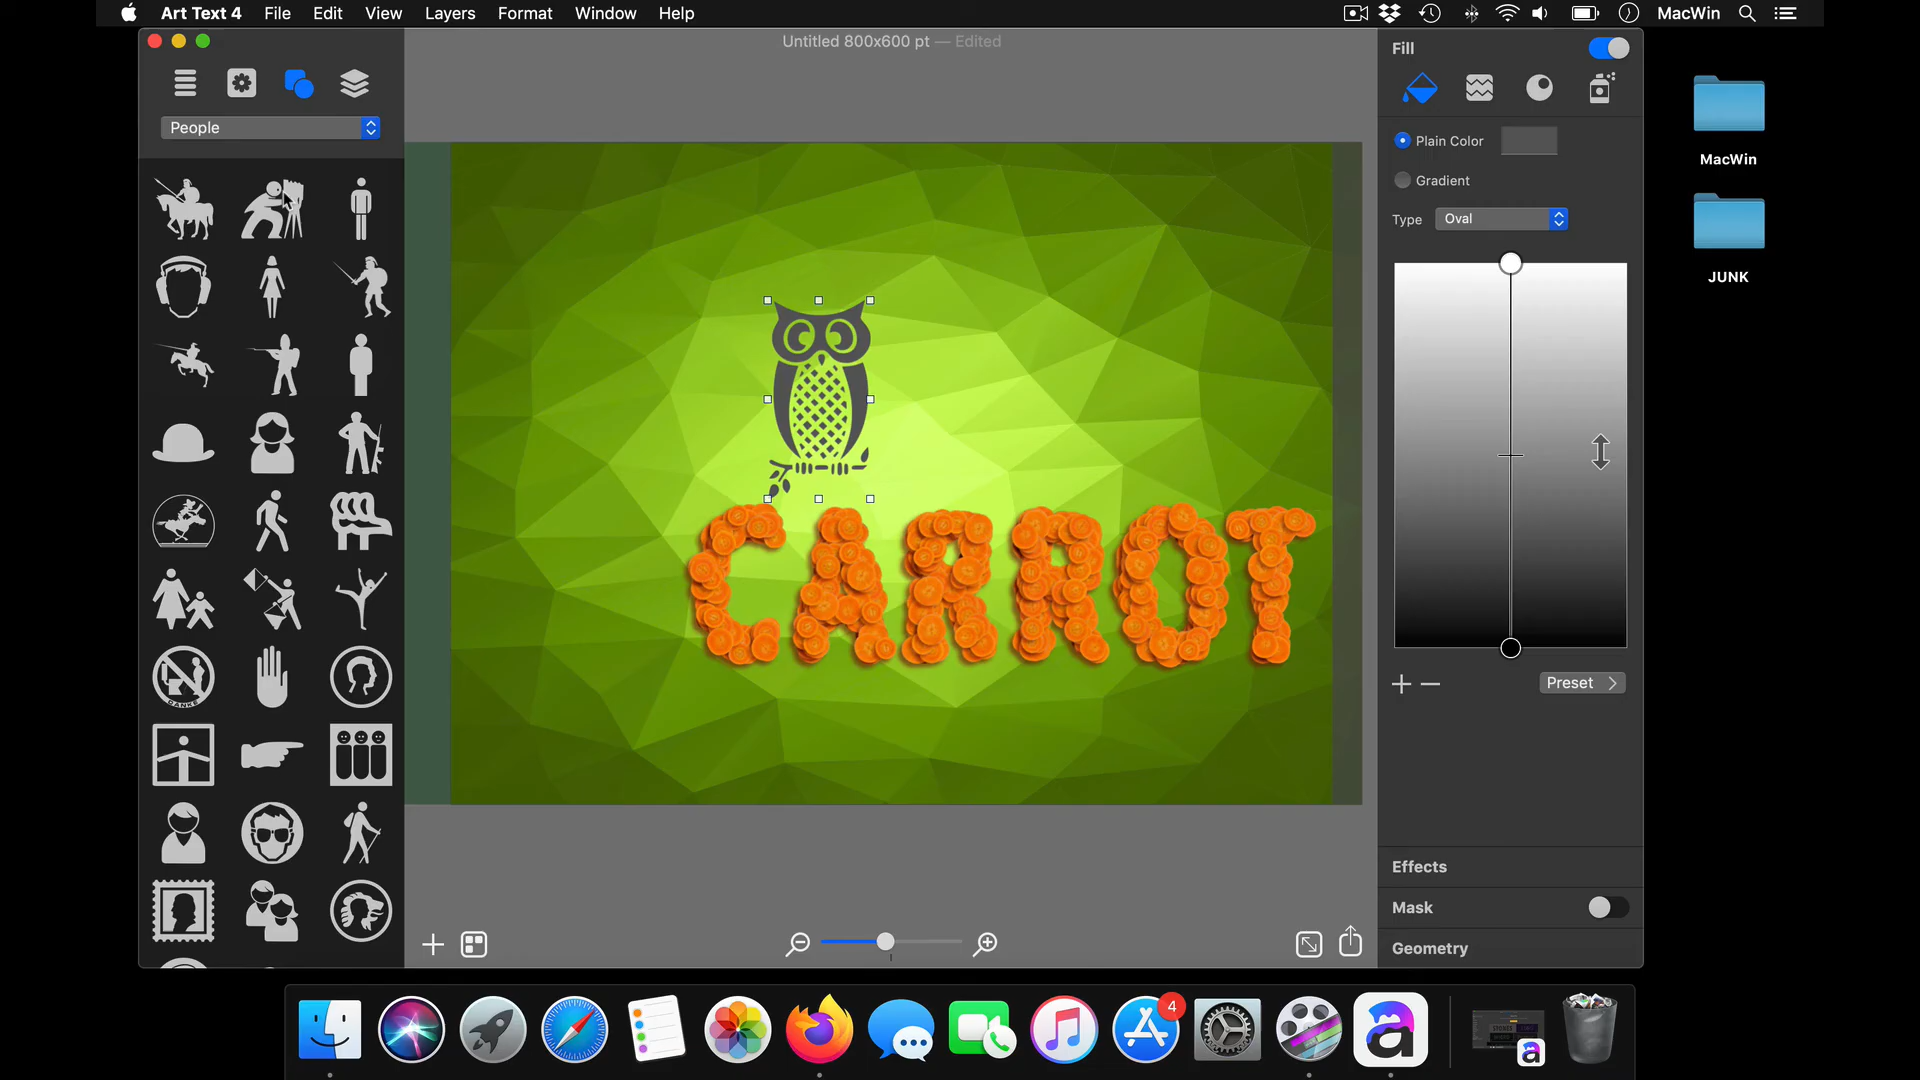 Art Text 4 File Edit View Layers Format Window Help MacWin
Untitled 800x600 pt — Edited
People
DANKE
CARROT
Fill
Plain Color
Gradient
Type Oval
Preset
Effects
Mask
Geometry
MacWin
JUNK
4